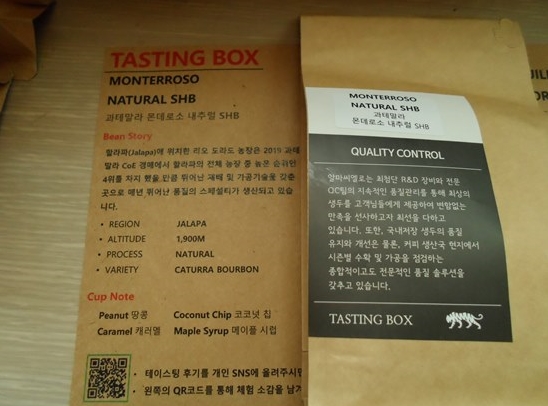 TASTING BOX
MONTERROSO
NATURAL SHB
과테말라 몬데로소 내주럴 SHB
Bean Story
할라파(Jalapa)에 위치한 리오 도라도 농장은 2019 과테
말라 CoE 경매에서 할라파의 전체 농장 중 높은 순위인
4위를 차지 했을 만큼 뛰어난 재배 및 가공기술롯 갖춘
곳으로 매년 뛰어난 품질의 스페셜티가 생산되고 있습
니다.
• REGION JALAPA
• ALTITUDE 1,900M
• PROCESS NATURAL
• VARIETY CATURRA BOURBON
Cup Note
Peanut 땅콩 Coconut Chip 코코넛 칩
Caramel 캐러멜 Maple Syrup 메이플 시럽
• 테이스팅 후기를 개인 SNS에 올려주시면
• 왼쪽의 QR코드를 통해 체험 소감을 남기
MONTERROSO
NATURAL SHB
과테말라
몬데로소 내주럴 SHB
QUALITY CONTROL
알마씨엘로는 최첨단 R&D 장비와 전문
QC팀의 지속적인 품질관리를 통해 최상의
생두를 고객님들에게 제공하여 변함없는
만족을 선사하고자 최선을 다하고
있습니다. 또한, 국내저장 생두의 품질
유지와 개선은 물론, 커피 생산국 현지에서
시즌별 수확 및 가공을 점검하는
종합적이고도 전문적인 품질 솔루션을
갖추고 있습니다.
TASTING BOX